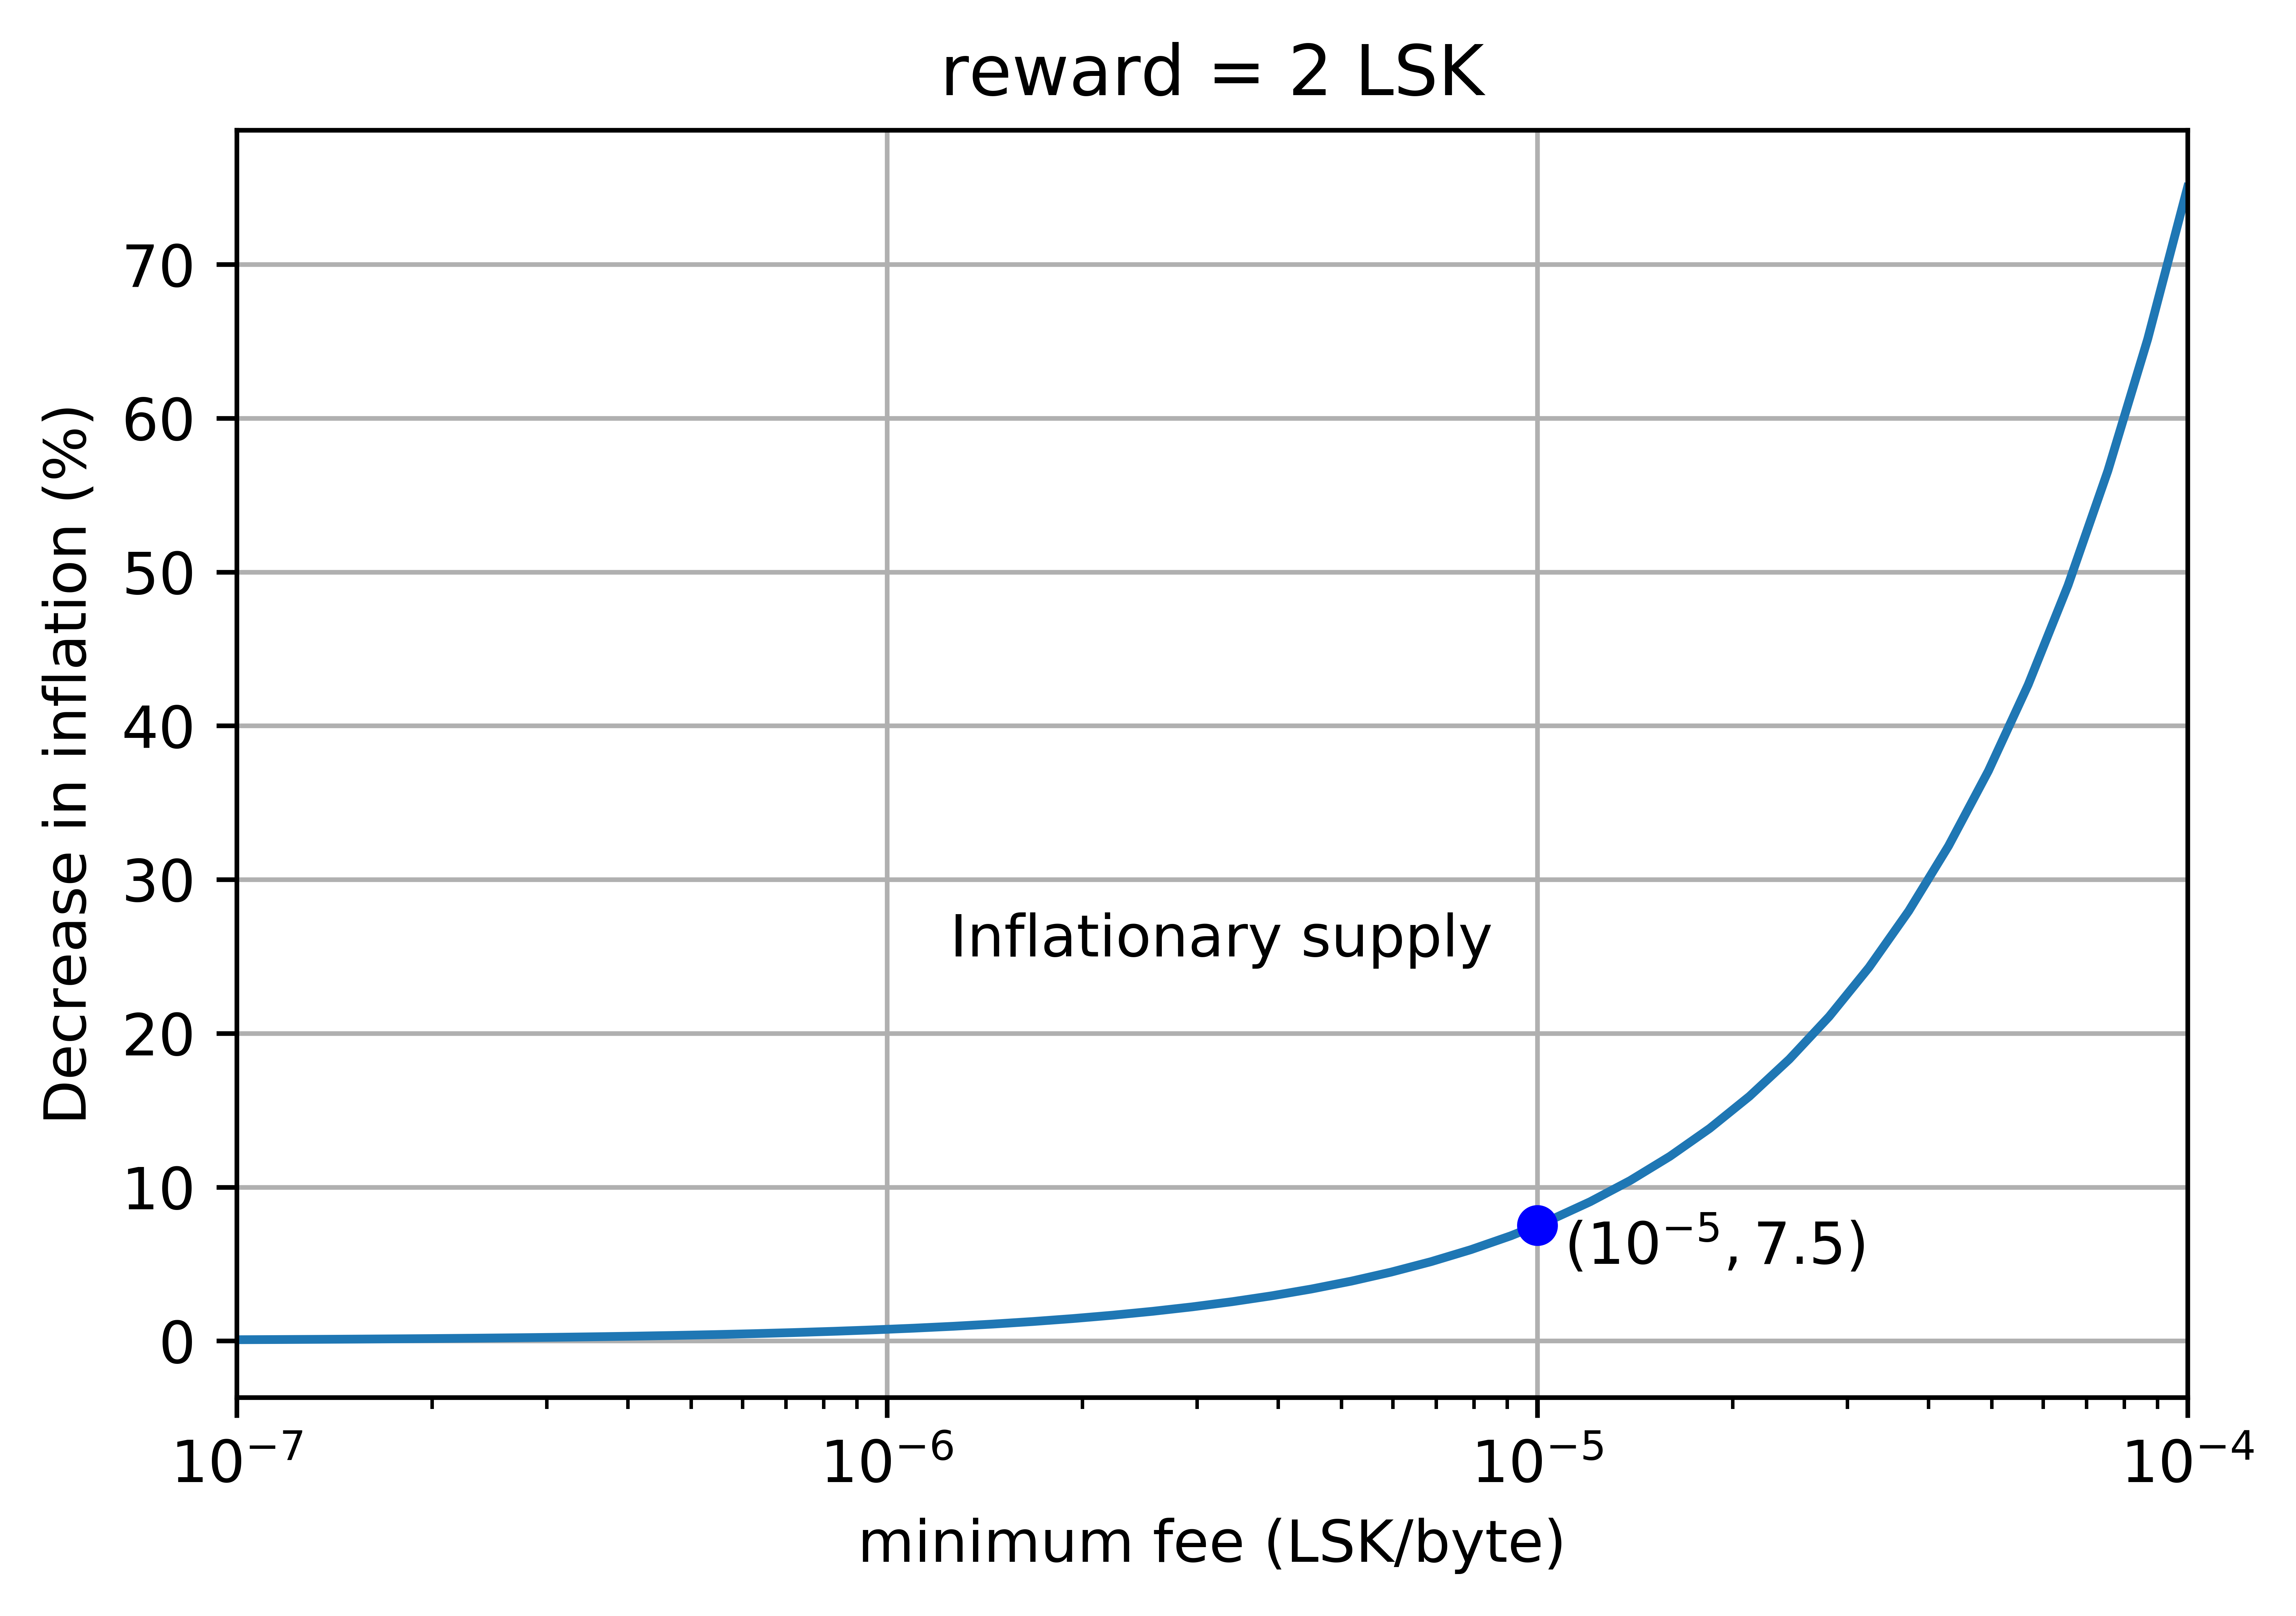 reward = 2 LSK
Decrease in inflation (%)
70
60
50
40
30
20
10
0
Inflationary supply
(10⁻⁵, 7.5)
10⁻⁷ 10⁻⁶ 10⁻⁵ 10⁻⁴
minimum fee (LSK/byte)